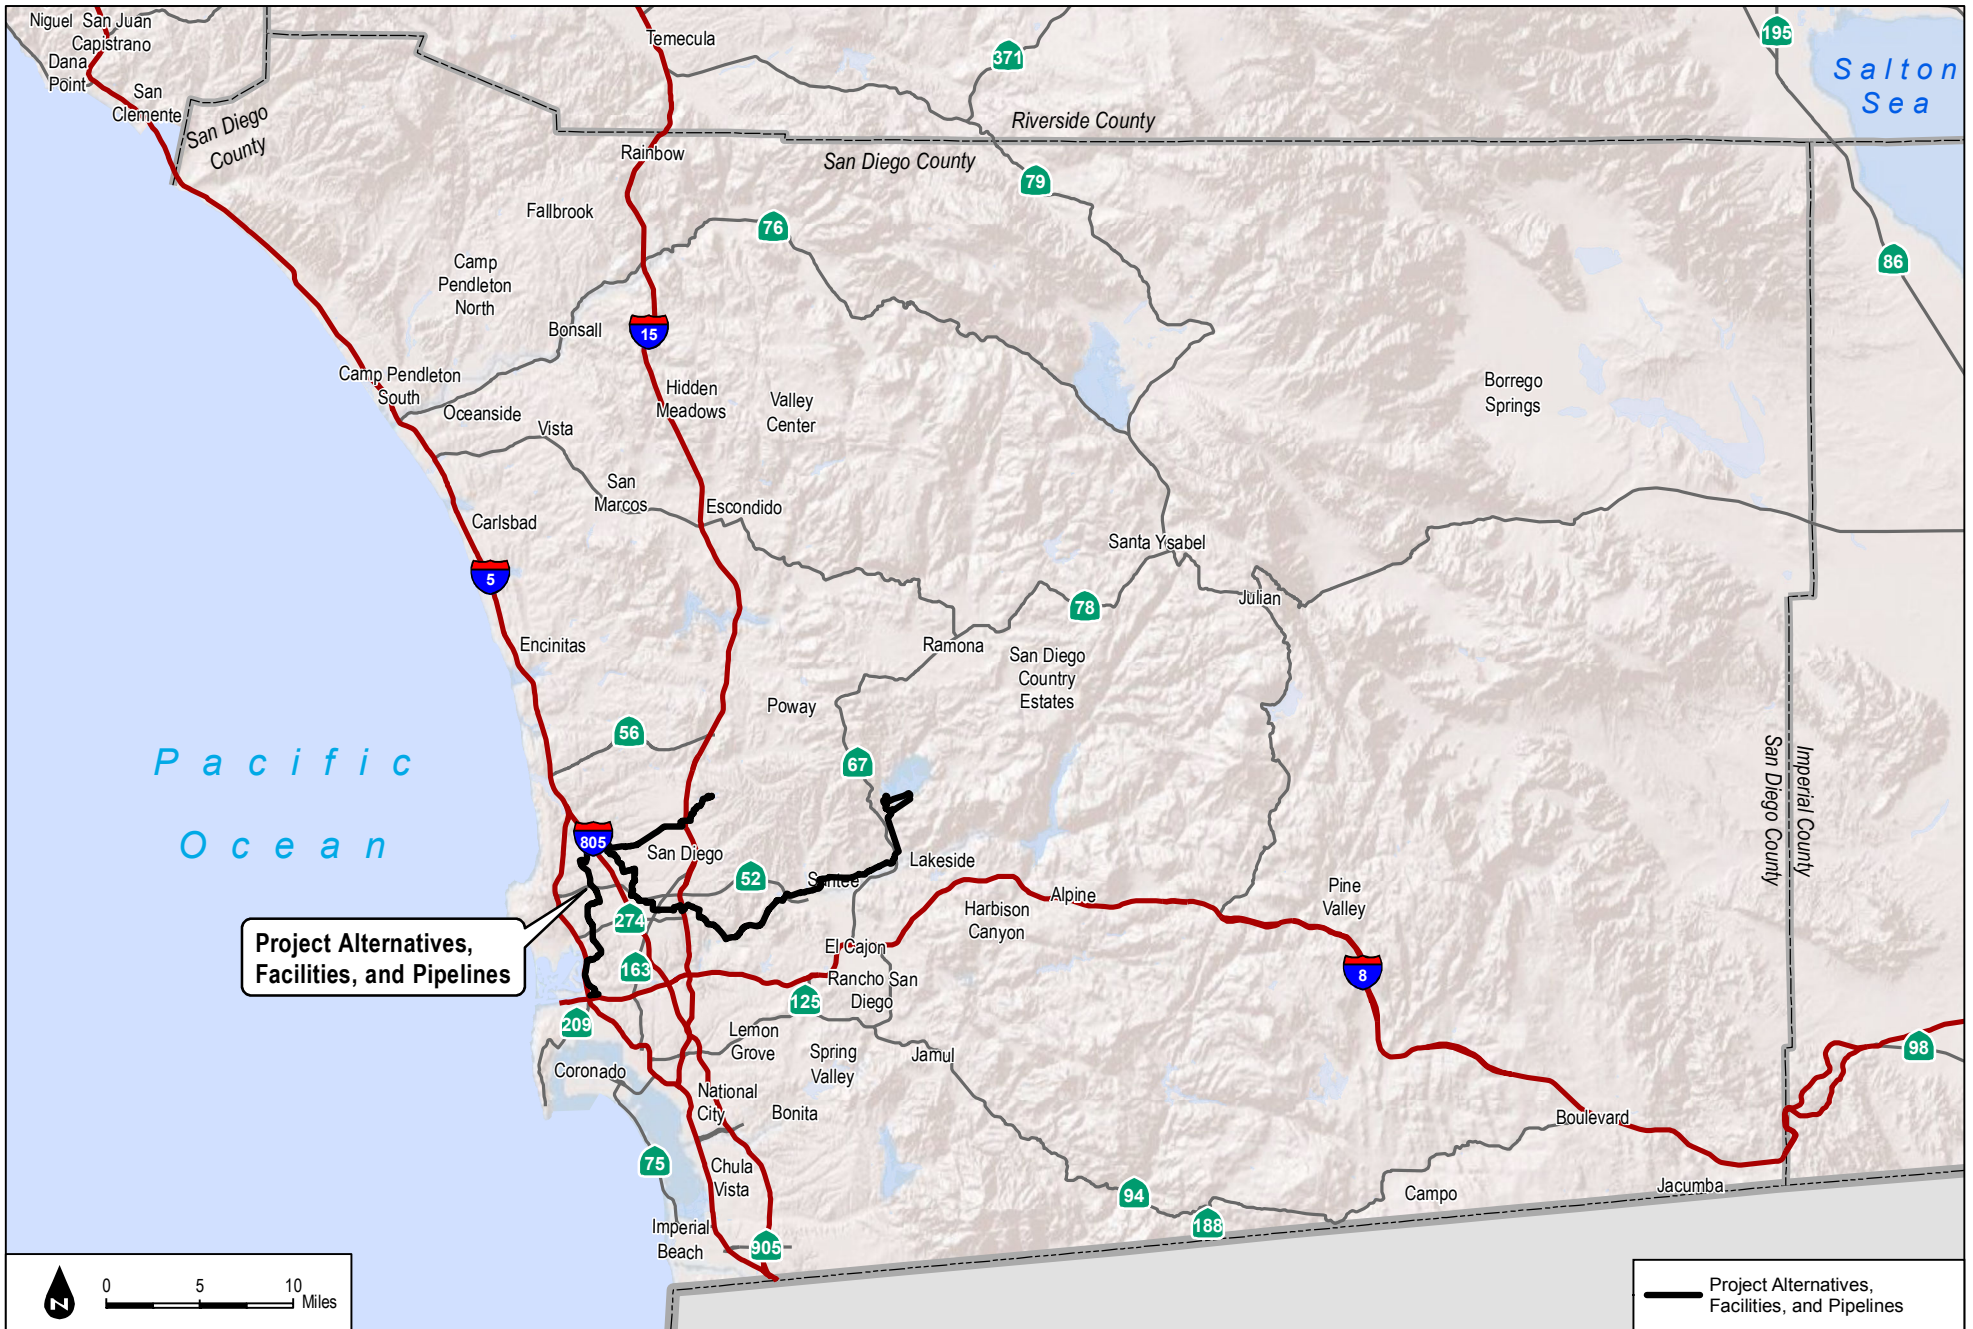 Niguel
San Juan
Capistrano
Dana
Point
San
Clemente
San Diego
County
Temecula
371
195
Salton
Sea
Riverside County
San Diego County
Rainbow
79
Fallbrook
76
86
Camp
Pendleton
North
Bonsall
15
Camp Pendleton
South
Oceanside
Hidden
Meadows
Valley
Center
Borrego
Springs
Vista
San
Marcos
Escondido
Carlsbad
Santa Ysabel
5
78
Julian
Encinitas
Ramona
San Diego
Country
Estates
Poway
56
67
Pacific
Ocean
San Diego County
Imperial County
805
San Diego
52
Santee
Lakeside
Alpine
Pine
Valley
Harbison
Canyon
274
Project Alternatives,
Facilities, and Pipelines
163
El Cajon
Rancho San
Diego
8
125
209
Lemon
Grove
Spring
Valley
Jamul
98
Coronado
National
City
Bonita
Boulevard
75
Chula
Vista
94
188
Campo
Jacumba
Imperial
Beach
905
N
0 5 10
Miles
Project Alternatives,
Facilities, and Pipelines